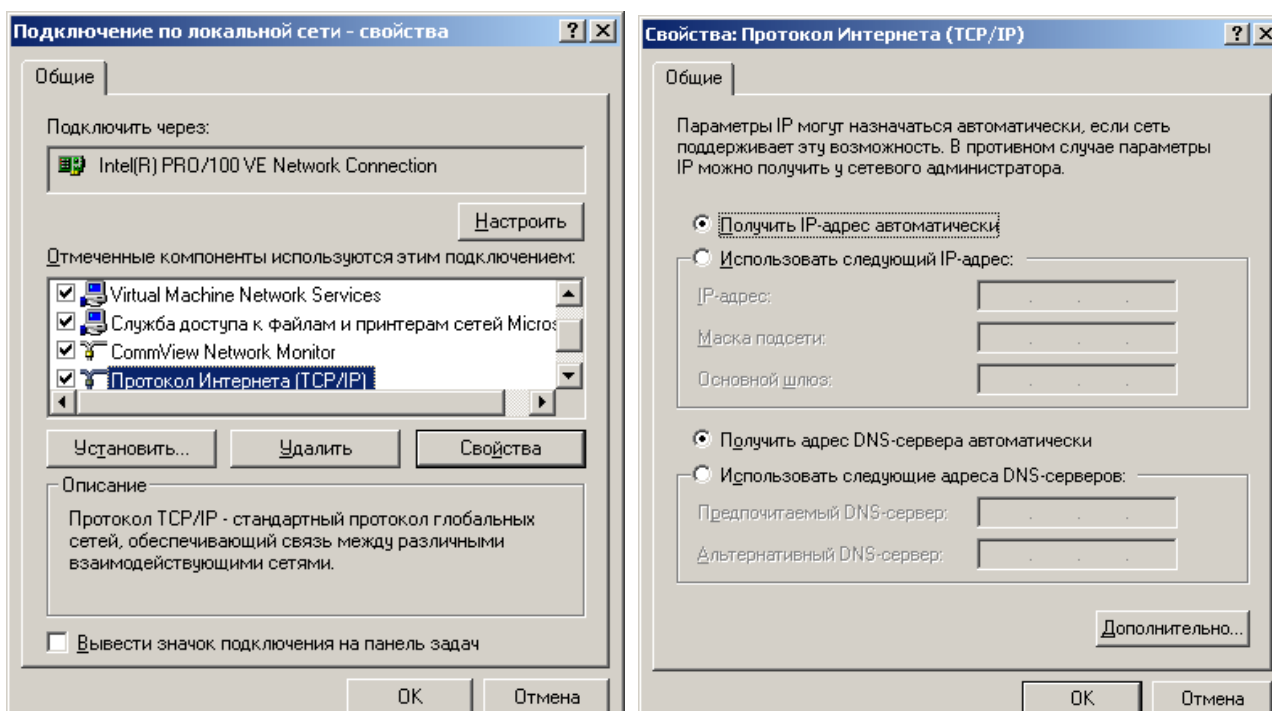 Подключение по локальной сети - свойства
Общие
Подключить через:
Intel(R) PRO/100 VE Network Connection
Настроить
Отмеченные компоненты используются этим подключением:
Virtual Machine Network Services
Служба доступа к файлам и принтерам сетей Micros
CommView Network Monitor
Протокол Интернета (TCP/IP)
Установить...
Удалить
Свойства
Описание
Протокол TCP/IP - стандартный протокол глобальных
сетей, обеспечивающий связь между различными
взаимодействующими сетями.
Вывести значок подключения на панель задач
OK
Отмена
Свойства: Протокол Интернета (TCP/IP)
Общие
Параметры IP могут назначаться автоматически, если сеть
поддерживает эту возможность. В противном случае параметры
IP можно получить у сетевого администратора.
Получить IP-адрес автоматически
Использовать следующий IP-адрес:
IP-адрес:
Маска подсети:
Основной шлюз:
Получить адрес DNS-сервера автоматически
Использовать следующие адреса DNS-серверов:
Предпочитаемый DNS-сервер:
Альтернативный DNS-сервер:
Дополнительно...
OK
Отмена